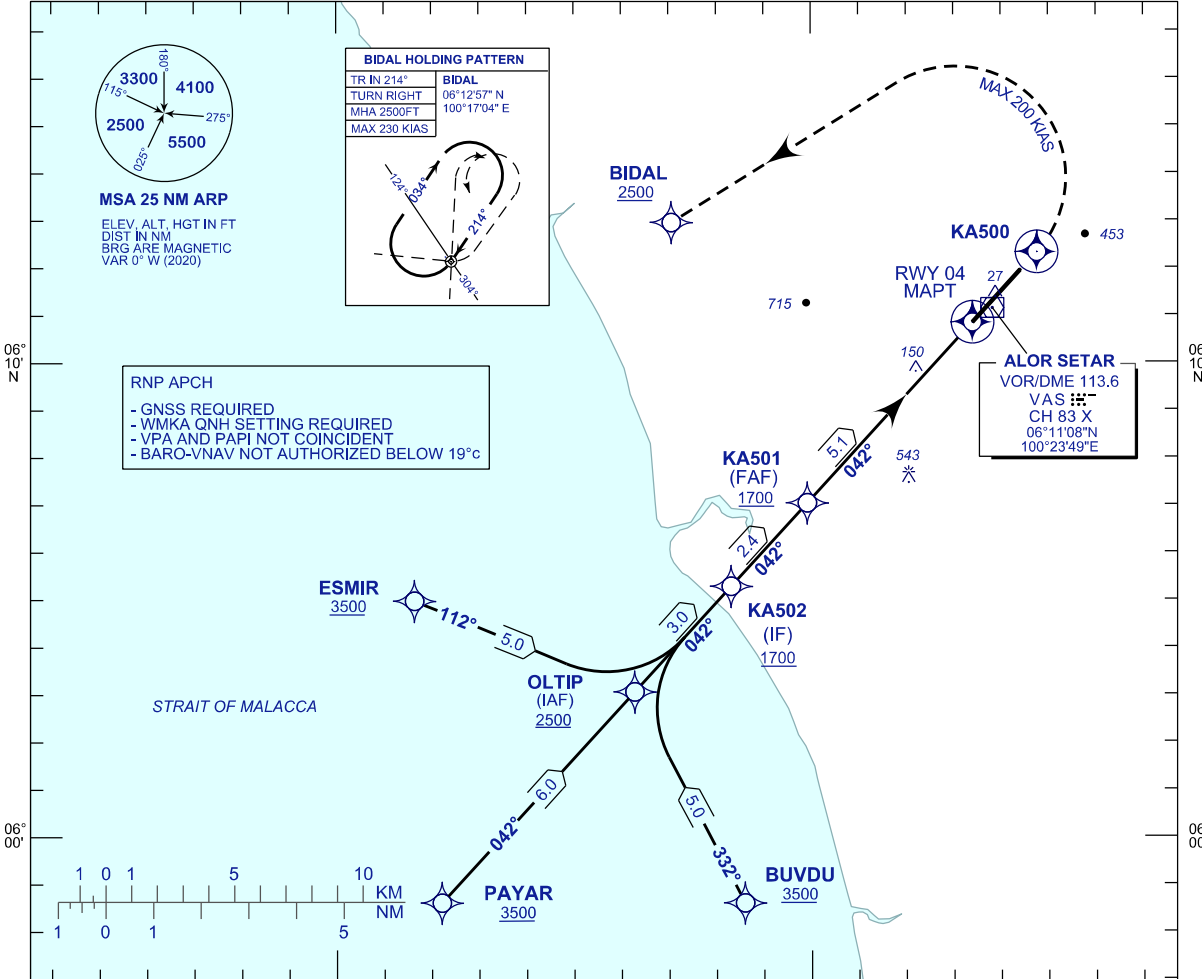 180°
3300
4100
115°
275°
2500
5500
025°
MSA 25 NM ARP
ELEV, ALT, HGT IN FT
DIST IN NM
BRG ARE MAGNETIC
VAR 0° W (2020)
BIDAL HOLDING PATTERN
TR IN 214°
TURN RIGHT
MHA 2500FT
MAX 230 KIAS
BIDAL
06°12'57" N
100°17'04" E
124°
034°
214°
304°
MAX 200 KIAS
BIDAL
2500
KA500
453
RWY 04
MAPT
27
715
150
ALOR SETAR
VOR/DME 113.6
VAS
CH 83 X
06°11'08"N
100°23'49"E
06°
10'
N
06
10
N
RNP APCH
- GNSS REQUIRED
- WMKA QNH SETTING REQUIRED
- VPA AND PAPI NOT COINCIDENT
- BARO-VNAV NOT AUTHORIZED BELOW 19°c
5.1
042°
543
KA501
(FAF)
1700
2.4
042°
ESMIR
3500
112°
5.0
3.0
042°
KA502
(IF)
1700
OLTIP
(IAF)
2500
STRAIT OF MALACCA
6.0
042°
5.0
332°
06°
00'
06
00
PAYAR
3500
BUVDU
3500
1 0 1 5 10
KM
NM
1 0 1 5